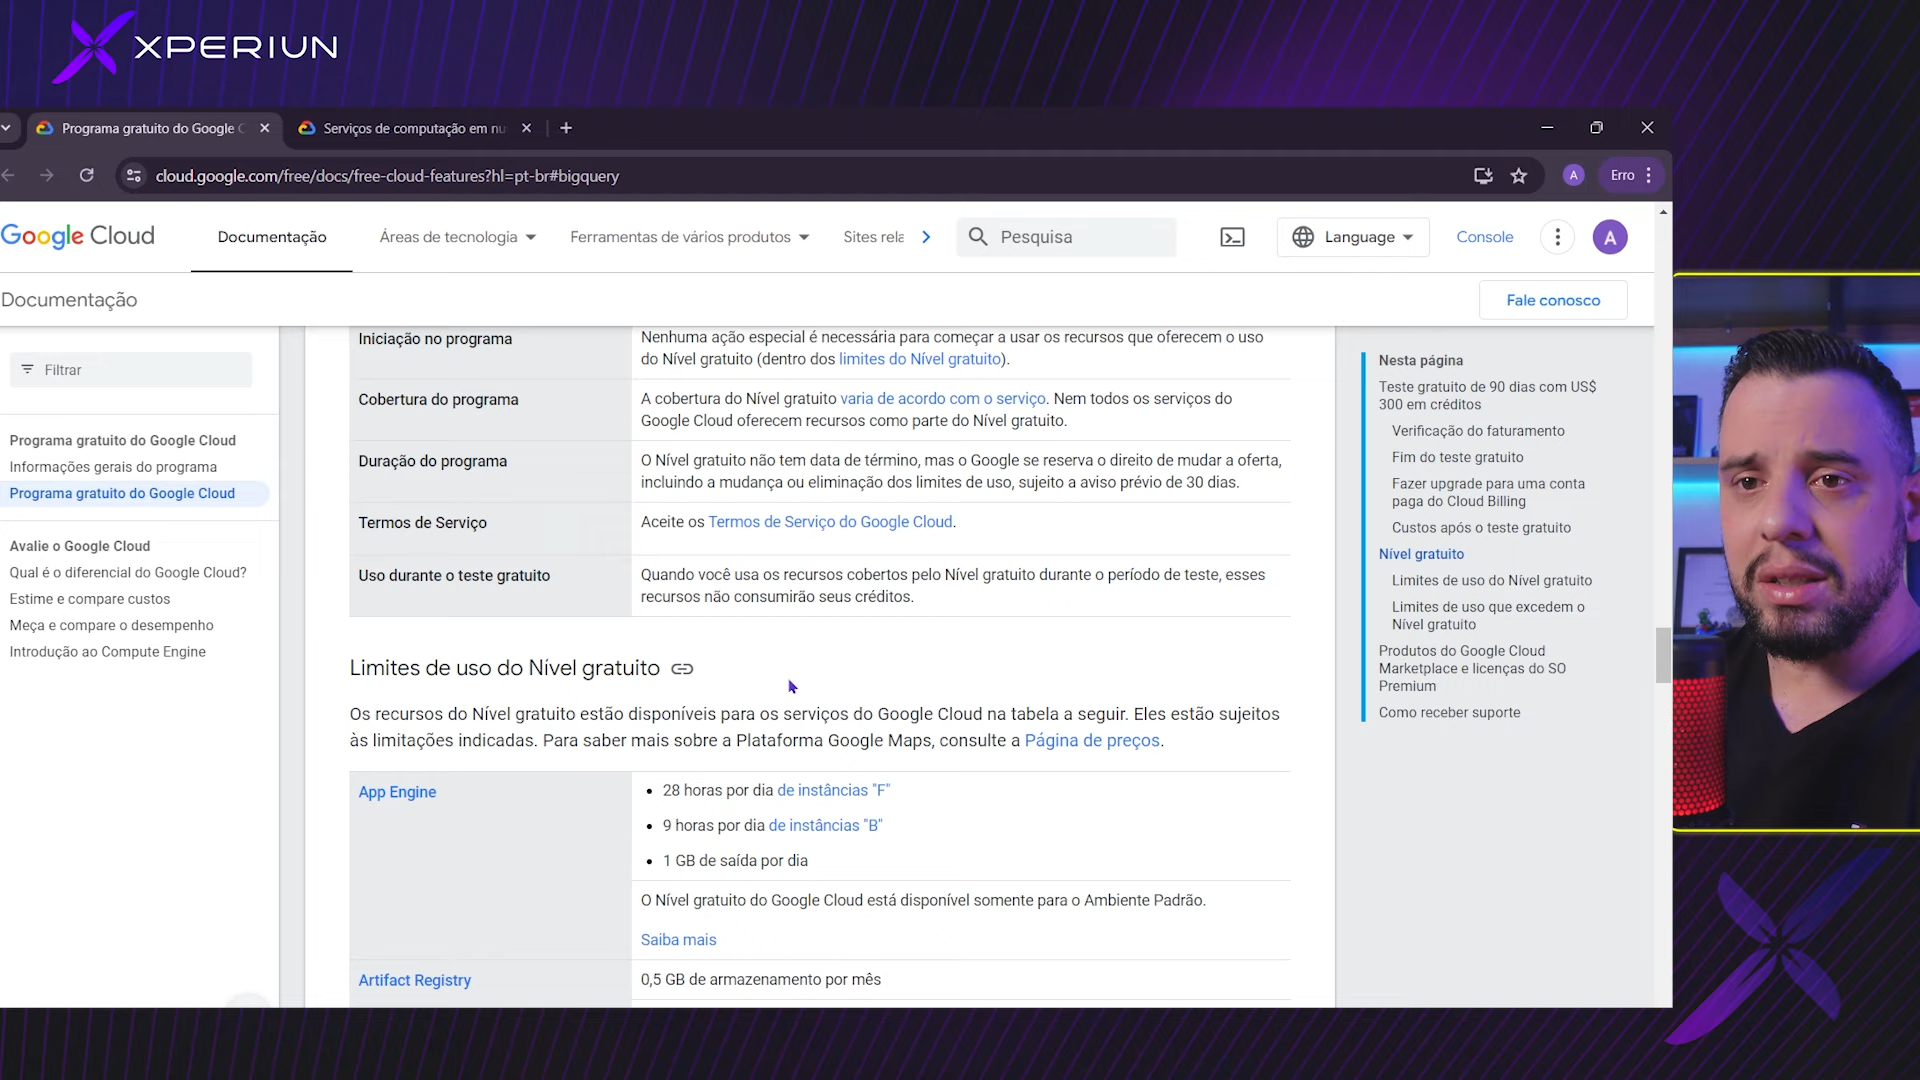 XPERIUN
Programa gratuito do Google C
Serviços de computação em nu
cloud.google.com/free/docs/free-cloud-features?hl=pt-br#bigquery
A
Erro
Google Cloud
Documentação
Áreas de tecnologia
Ferramentas de vários produtos
Sites rela
Pesquisa
Language
Console
A
Documentação
Fale conosco
Filtrar
Programa gratuito do Google Cloud
Informações gerais do programa
Programa gratuito do Google Cloud
Avalie o Google Cloud
Qual é o diferencial do Google Cloud?
Estime e compare custos
Meça e compare o desempenho
Introdução ao Compute Engine
Iniciação no programa
Nenhuma ação especial é necessária para começar a usar os recursos que oferecem o uso
do Nível gratuito (dentro dos limites do Nível gratuito).
Cobertura do programa
A cobertura do Nível gratuito varia de acordo com o serviço. Nem todos os serviços do
Google Cloud oferecem recursos como parte do Nível gratuito.
Duração do programa
O Nível gratuito não tem data de término, mas o Google se reserva o direito de mudar a oferta,
incluindo a mudança ou eliminação dos limites de uso, sujeito a aviso prévio de 30 dias.
Termos de Serviço
Aceite os Termos de Serviço do Google Cloud.
Uso durante o teste gratuito
Quando você usa os recursos cobertos pelo Nível gratuito durante o período de teste, esses
recursos não consumirão seus créditos.
Limites de uso do Nível gratuito
Os recursos do Nível gratuito estão disponíveis para os serviços do Google Cloud na tabela a seguir. Eles estão sujeitos
às limitações indicadas. Para saber mais sobre a Plataforma Google Maps, consulte a Página de preços.
App Engine
• 28 horas por dia de instâncias "F"
• 9 horas por dia de instâncias "B"
• 1 GB de saída por dia
O Nível gratuito do Google Cloud está disponível somente para o Ambiente Padrão.
Saiba mais
Artifact Registry
0,5 GB de armazenamento por mês
Nesta página
Teste gratuito de 90 dias com US$
300 em créditos
Verificação do faturamento
Fim do teste gratuito
Fazer upgrade para uma conta
paga do Cloud Billing
Custos após o teste gratuito
Nível gratuito
Limites de uso do Nível gratuito
Limites de uso que excedem o
Nível gratuito
Produtos do Google Cloud
Marketplace e licenças do SO
Premium
Como receber suporte